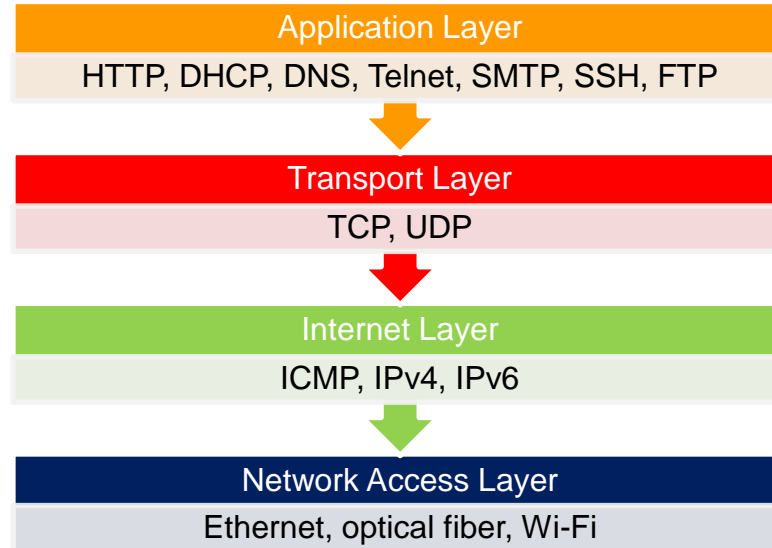 Application Layer
HTTP, DHCP, DNS, Telnet, SMTP, SSH, FTP
Transport Layer
TCP, UDP
Internet Layer
ICMP, IPv4, IPv6
Network Access Layer
Ethernet, optical fiber, Wi-Fi